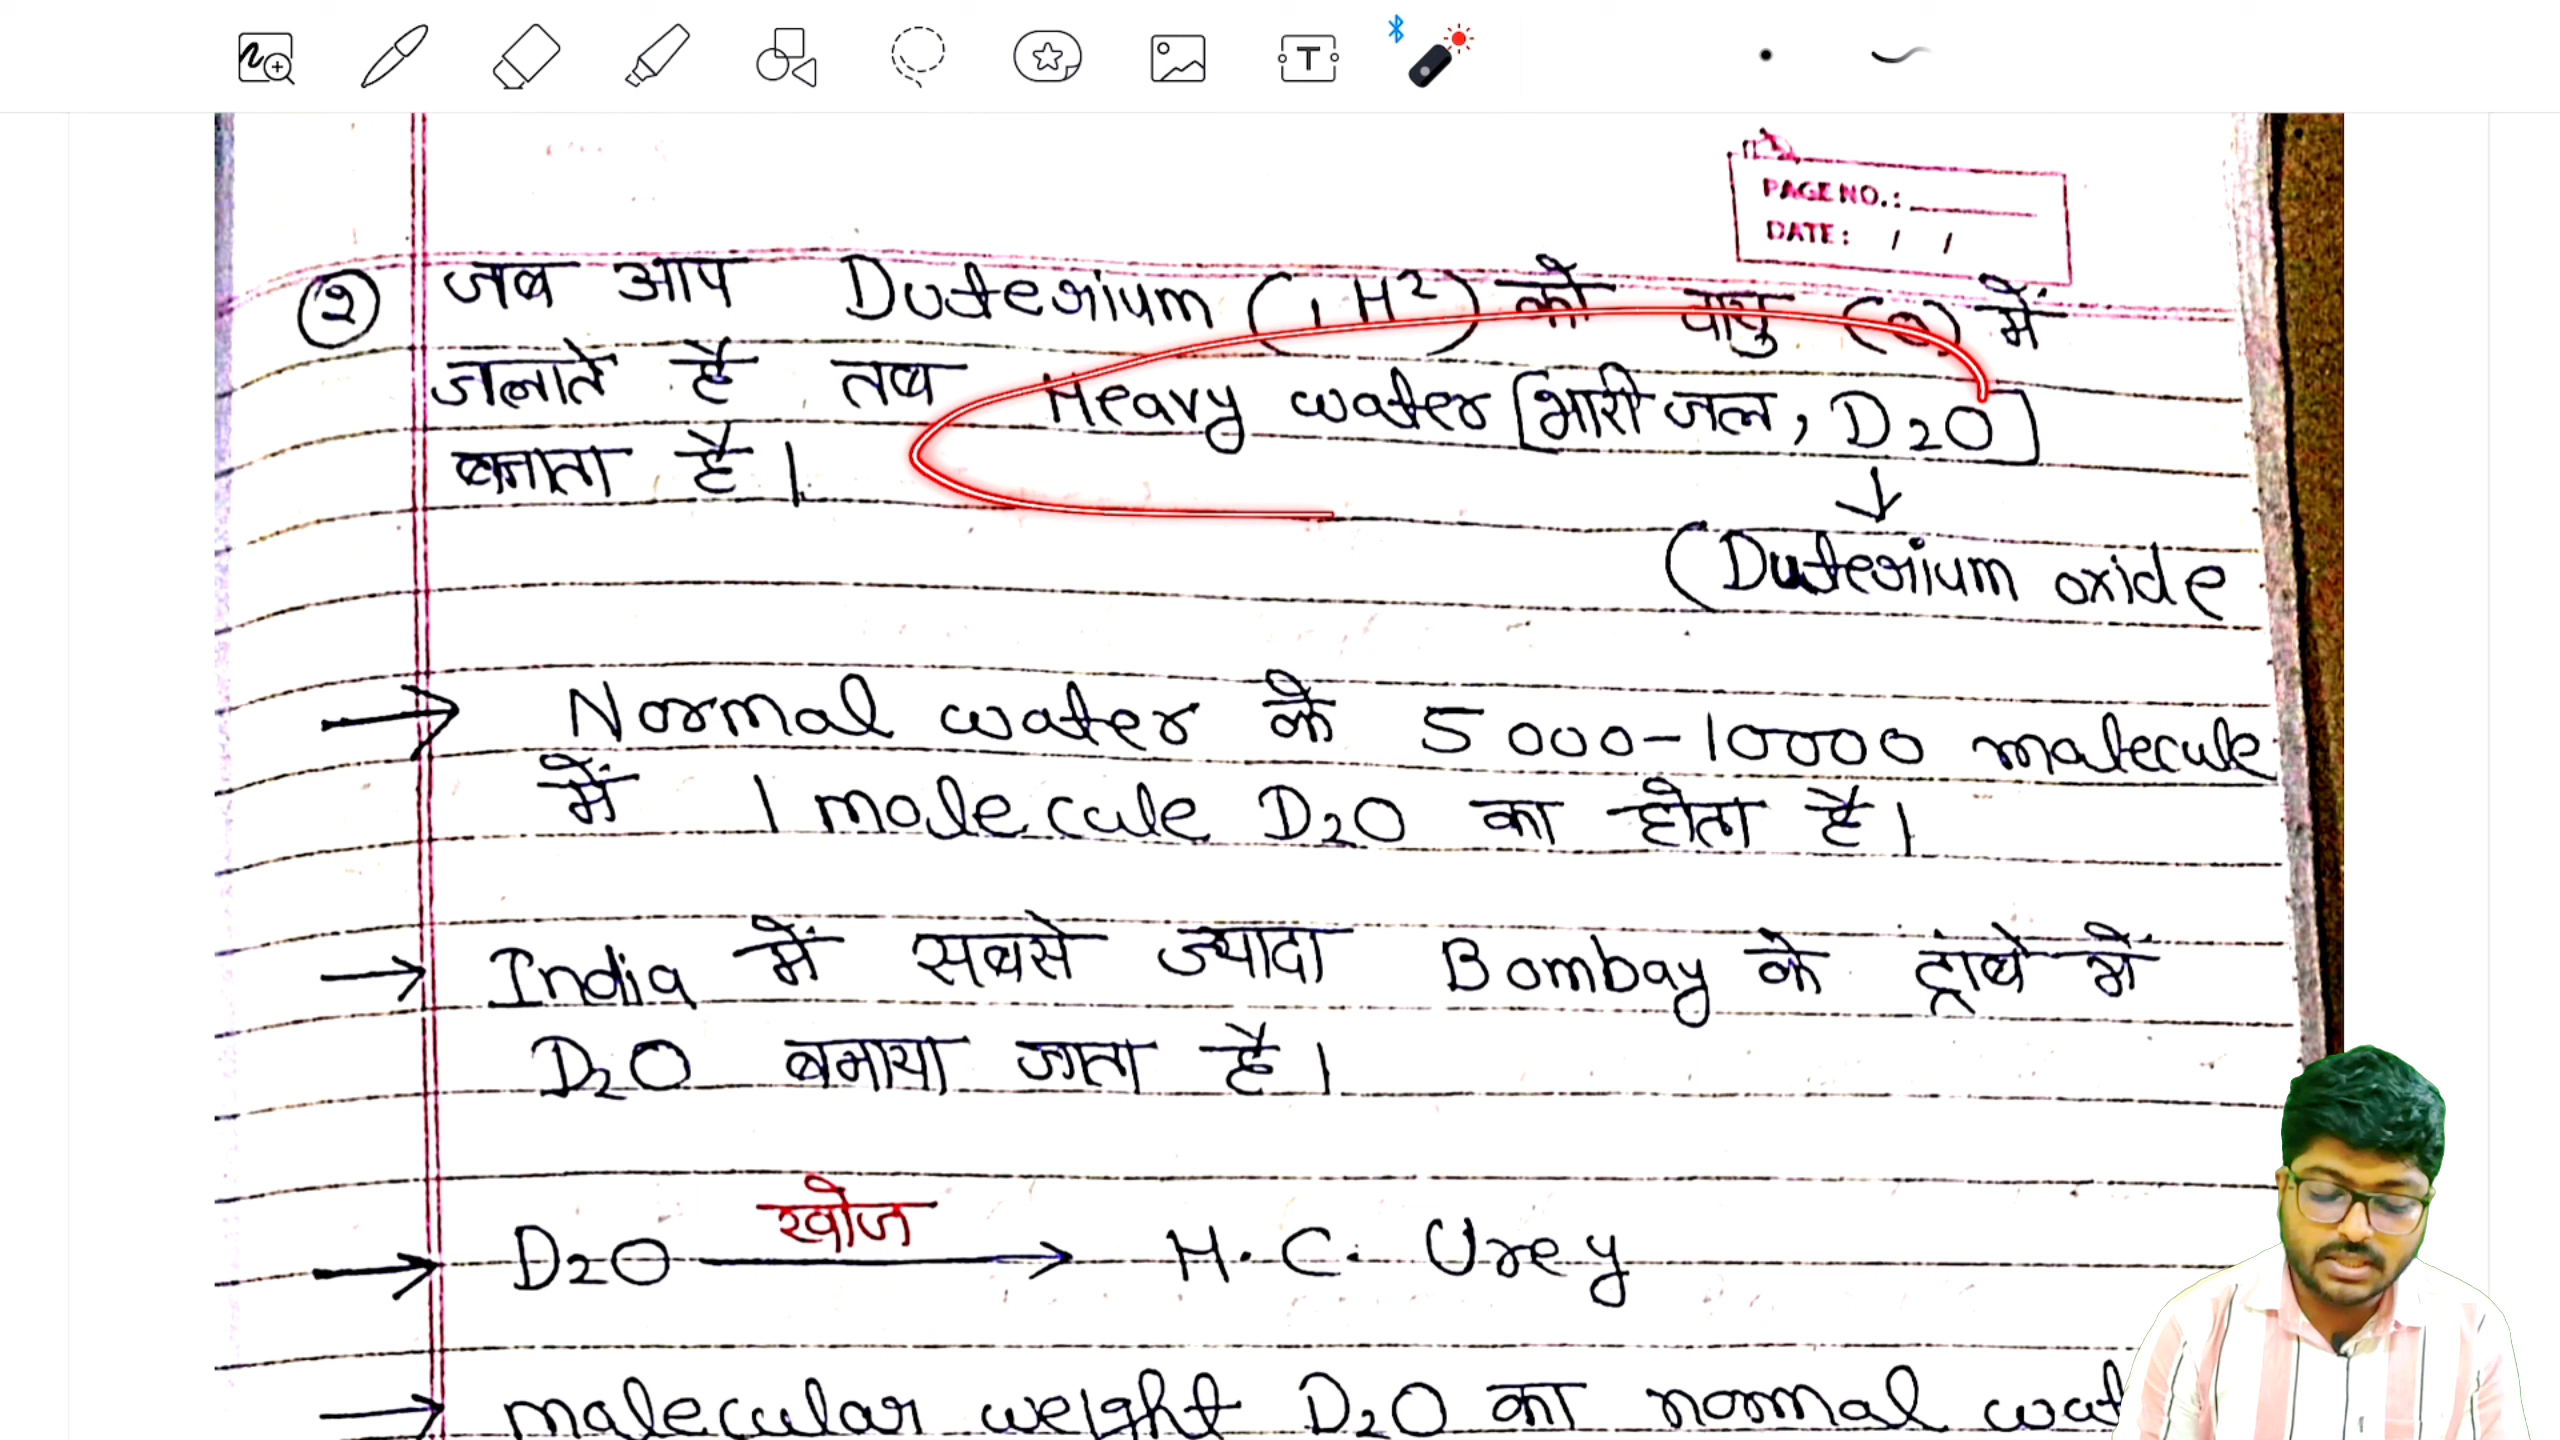 PAGE NO.:
DATE: / /
② जब आप Duterium (₁H²) को वायु (O) में
जलाते है तब Heavy water [भारी जल, D₂O]
बनाता है।
↓
(Duterium oxide
→ Normal water के 5000-10000 malecule
में 1 molecule D₂O का होता है।
→ India में सबसे ज्यादा Bombay के ट्रांबे में
D₂O बनाया जाता है।
खोज
→ D₂O → H.C. Urey
→ malecular weight D₂O का normal wat